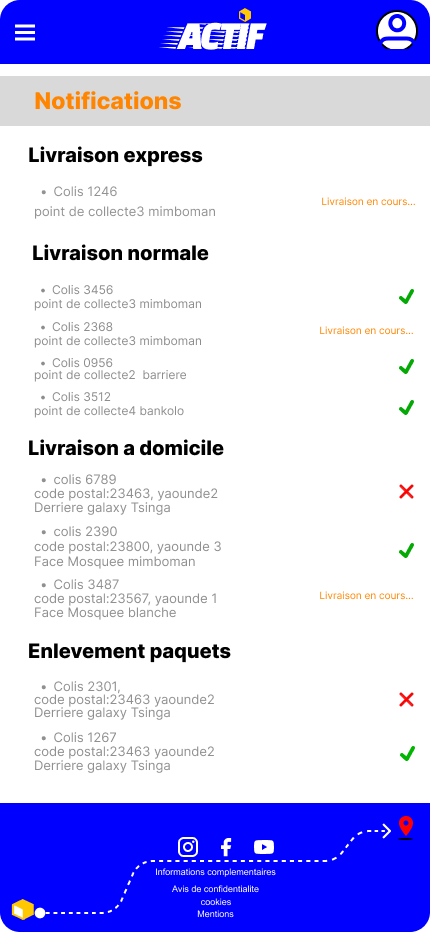 ACTIF
Notifications
Livraison express
• Colis 1246
point de collecte3 mimboman
Livraison en cours...
Livraison normale
• Colis 3456
point de collecte3 mimboman
• Colis 2368
point de collecte3 mimboman
Livraison en cours...
• Colis 0956
point de collecte2 barriere
• Colis 3512
point de collecte4 bankolo
Livraison a domicile
• colis 6789
code postal:23463, yaounde2
Derriere galaxy Tsinga
• colis 2390
code postal:23800, yaounde 3
Face Mosquee mimboman
• Colis 3487
code postal:23567, yaounde 1
Face Mosquee blanche
Livraison en cours...
Enlevement paquets
• Colis 2301,
code postal:23463 yaounde2
Derriere galaxy Tsinga
• Colis 1267
code postal:23463 yaounde2
Derriere galaxy Tsinga
Informations complementaires
Avis de confidentialite
cookies
Mentions